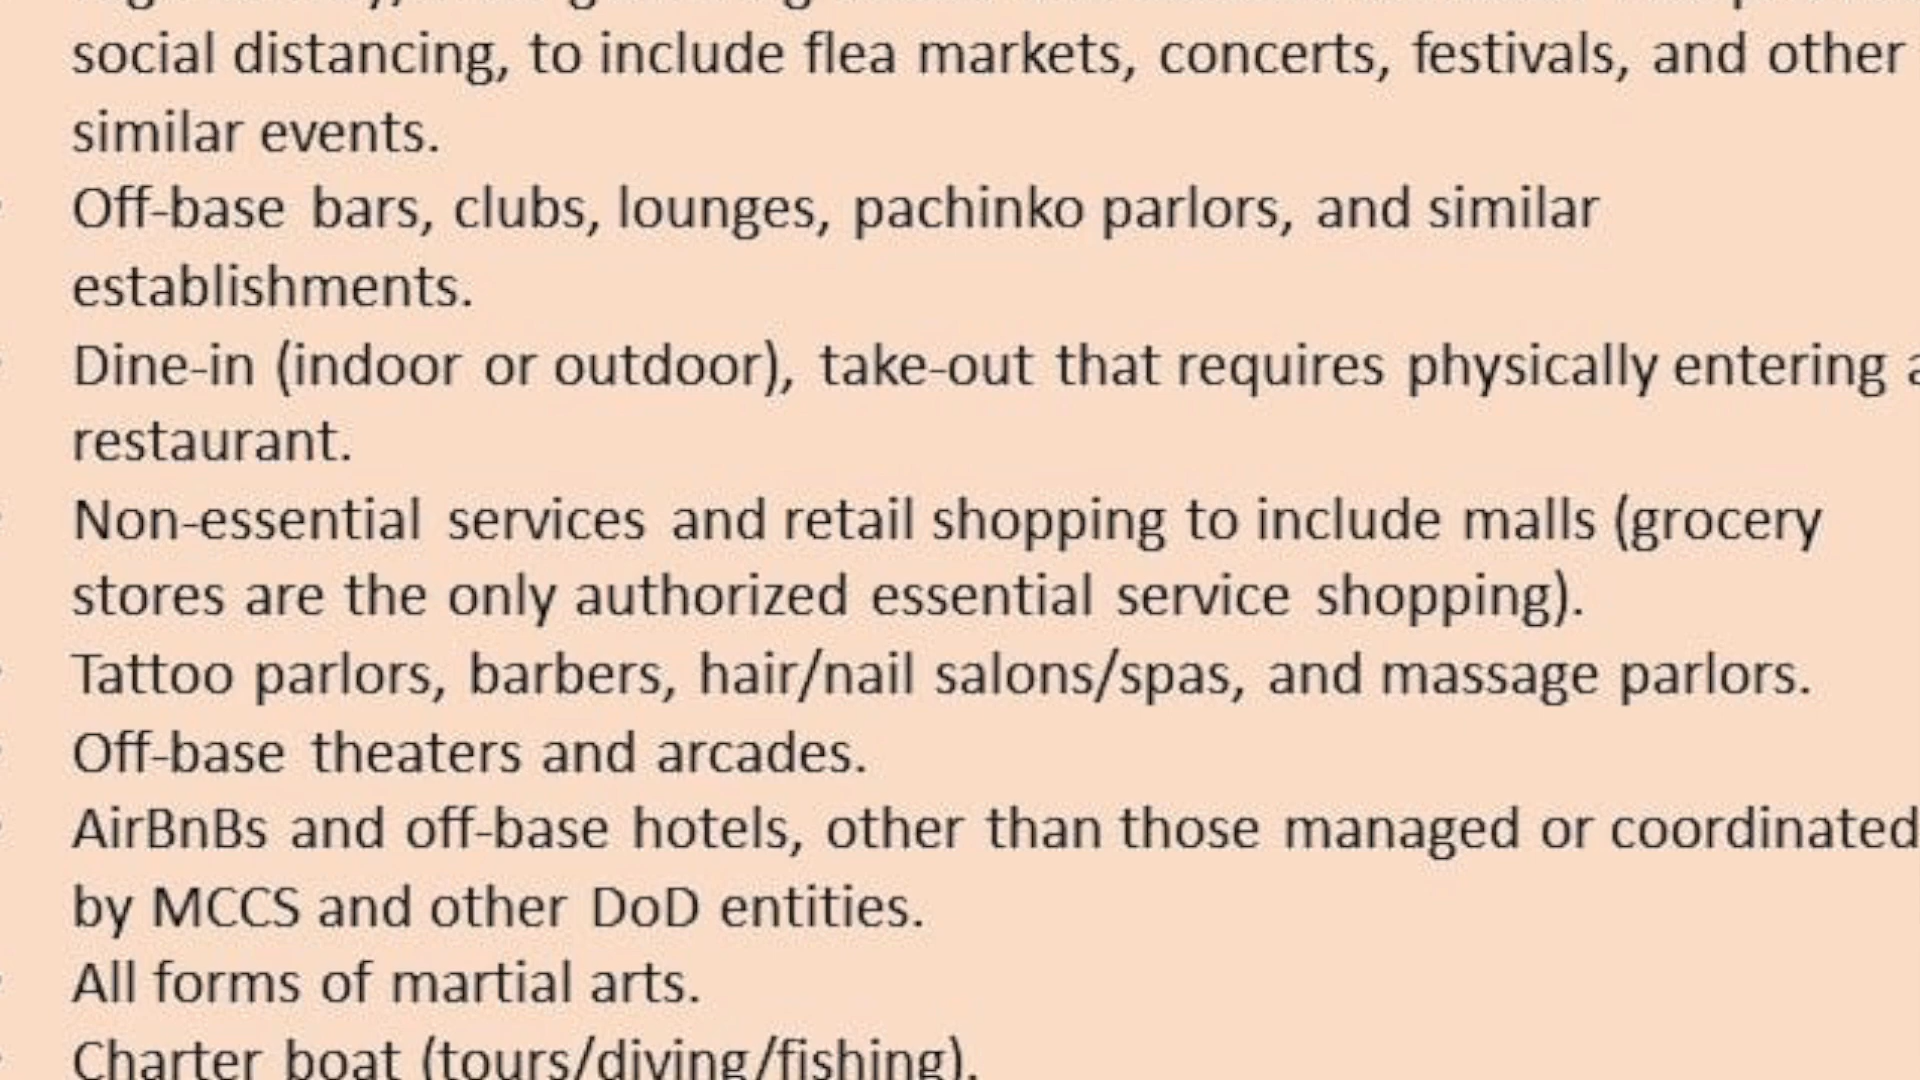 social distancing, to include flea markets, concerts, festivals, and other
similar events.
Off-base bars, clubs, lounges, pachinko parlors, and similar
establishments.
Dine-in (indoor or outdoor), take-out that requires physically entering a
restaurant.
Non-essential services and retail shopping to include malls (grocery
stores are the only authorized essential service shopping).
Tattoo parlors, barbers, hair/nail salons/spas, and massage parlors.
Off-base theaters and arcades.
AirBnBs and off-base hotels, other than those managed or coordinated
by MCCS and other DoD entities.
All forms of martial arts.
Charter boat (tours/diving/fishing).